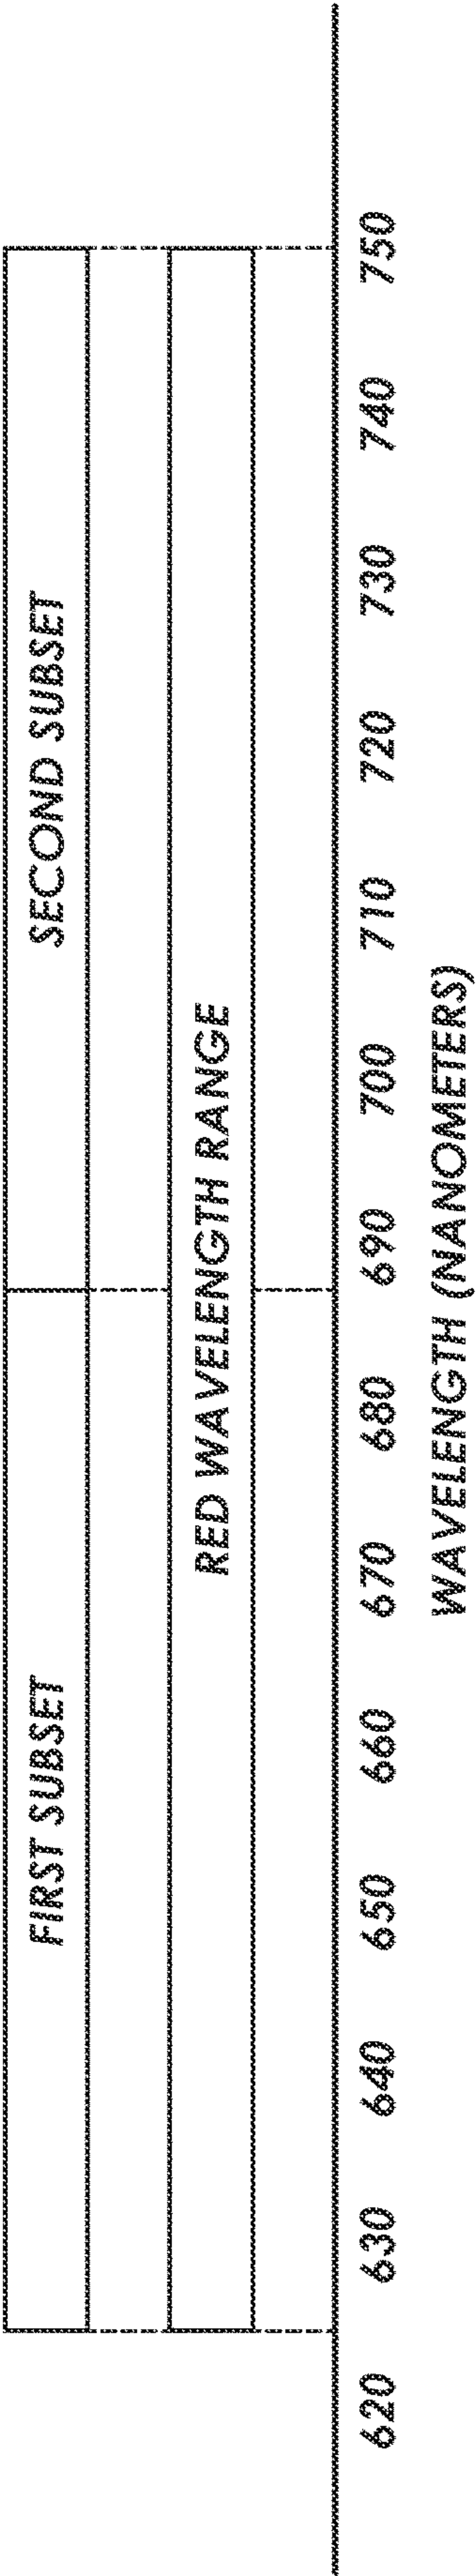 FIRST SUBSET
SECOND SUBSET
RED WAVELENGTH RANGE
620 630 640 650 660 670 680 690 700 710 720 730 740 750
WAVELENGTH (NANOMETERS)